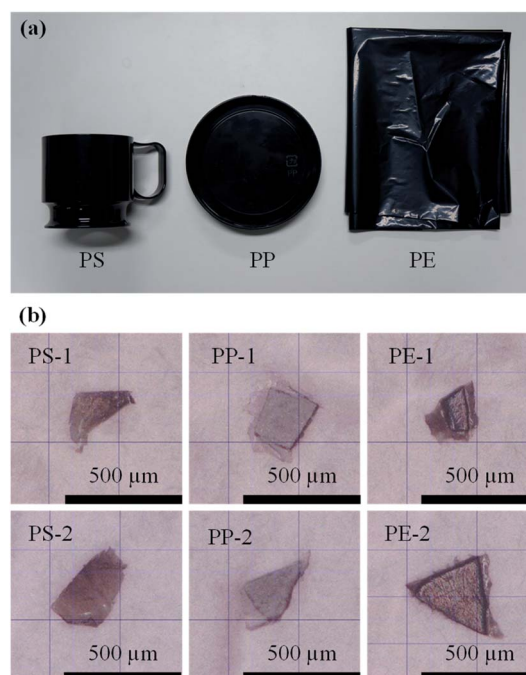 (a)
PP
PS PP PE
(b)
PS-1 PP-1 PE-1
500 µm 500 µm 500 µm
PS-2 PP-2 PE-2
500 µm 500 µm 500 µm